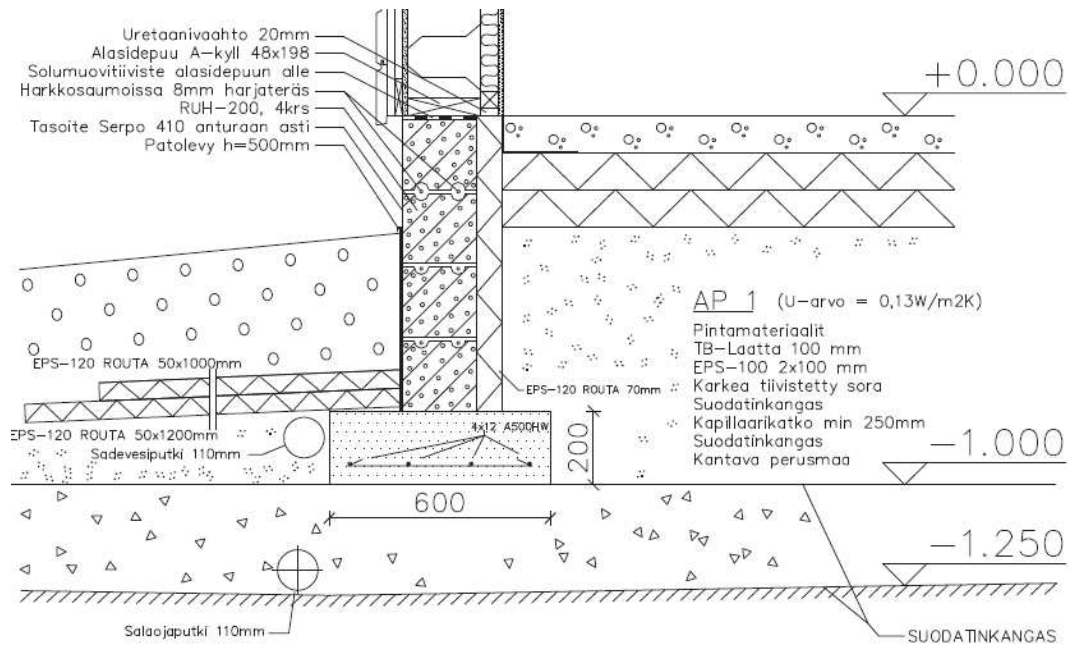 Uretaanivaahto 20mm
Alasidepuu A-kyll 48x198
Solumuovitiiviste alasidepuun alle
Harkkosaumoissa 8mm harjateräs
RUH-200, 4krs
Tasoite Serpo 410 anturaan asti
Patolevy h=500mm
+0.000
AP 1 (U-arvo = 0,13W/m2K)
Pintamateriaalit
TB-Laatta 100 mm
EPS-100 2x100 mm
Karkea tiivistetty sora
Suodatinkangas
Kapillaarikatko min 250mm
Suodatinkangas
Kantava perusmaa
EPS-120 ROUTA 50x1000mm
EPS-120 ROUTA 70mm
EPS-120 ROUTA 50x1200mm
Sadevesiputki 110mm
4x12 A500HW
200
600
-1.000
-1.250
Salaojaputki 110mm
SUODATINKANGAS